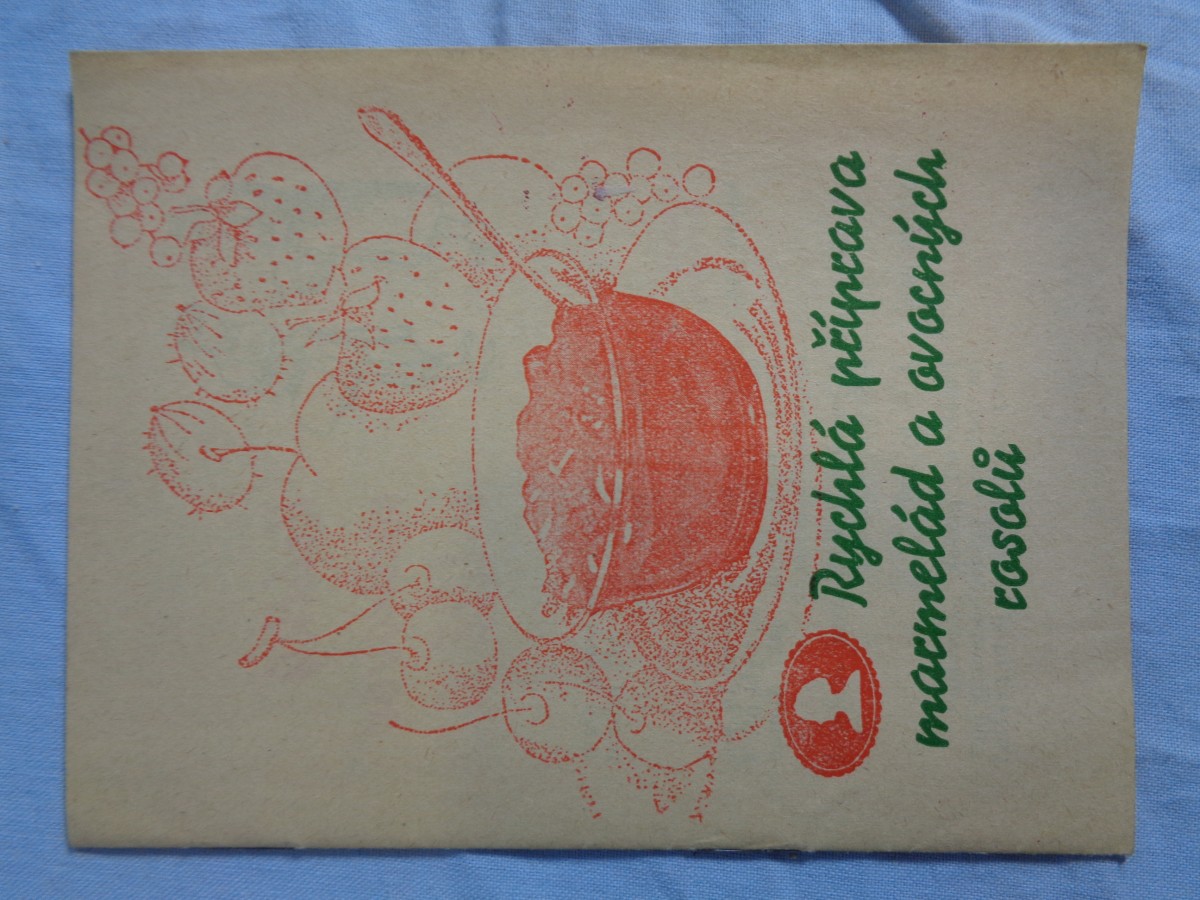 Rychlá příprava
marmelád a ovocných
rosolů